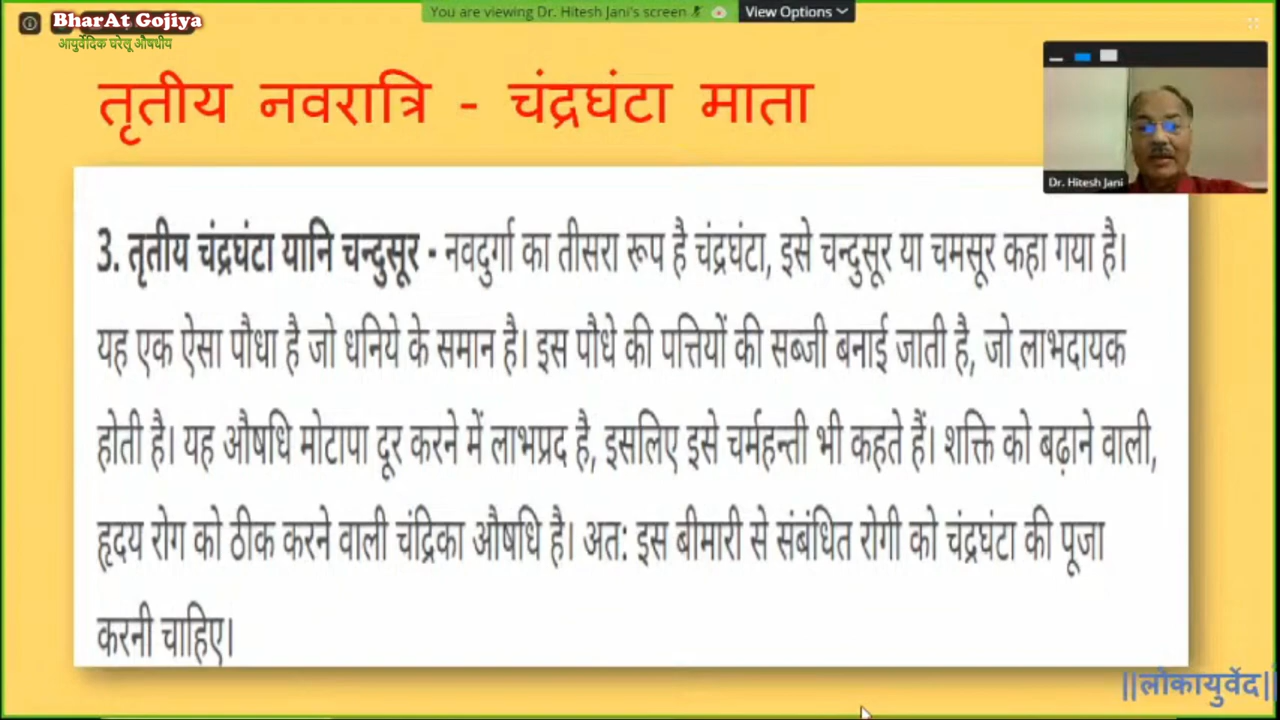 BharAt Gojiya
आयुर्वेदिक घरेलू औषधीय
You are viewing Dr. Hitesh Jani's screen
View Options
तृतीय नवरात्रि - चंद्रघंटा माता
Dr. Hitesh Jani
3. तृतीय चंद्रघंटा यानि चन्दुसूर - नवदुर्गा का तीसरा रूप है चंद्रघंटा, इसे चन्दुसूर या चमसूर कहा गया है।
यह एक ऐसा पौधा है जो धनिये के समान है। इस पौधे की पत्तियों की सब्जी बनाई जाती है, जो लाभदायक
होती है। यह औषधि मोटापा दूर करने में लाभप्रद है, इसलिए इसे चर्महन्ती भी कहते हैं। शक्ति को बढ़ाने वाली,
हृदय रोग को ठीक करने वाली चंद्रिका औषधि है। अत: इस बीमारी से संबंधित रोगी को चंद्रघंटा की पूजा
करनी चाहिए।
||लोकायुर्वेद|